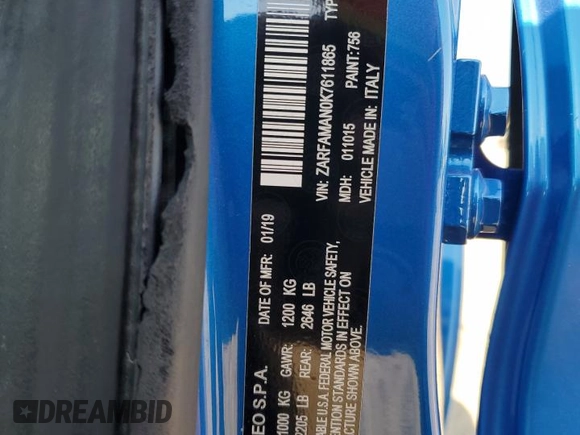 EO S.P.A.
DATE OF MFR: 01/19
1000 KG GAWR: 1200 KG
2205 LB REAR: 2646 LB
ABLE U.S.A. FEDERAL MOTOR VEHICLE SAFETY,
ENTION STANDARDS IN EFFECT ON
ACTURE SHOWN ABOVE.
VIN: ZARFAMAN0K7611865
TYP
MDH: 011015 PAINT: 756
VEHICLE MADE IN: ITALY
DREAMBID